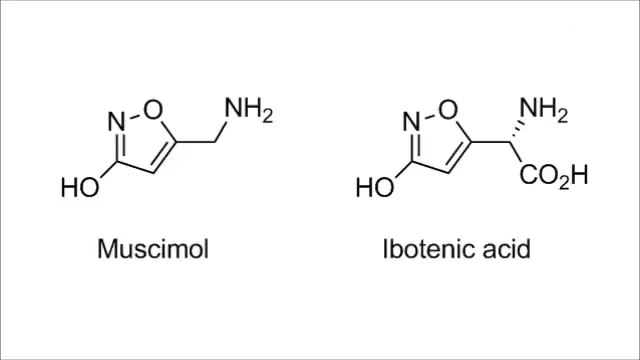 NH₂
NH₂
N
O
N
O
CO₂H
HO
HO
Muscimol
Ibotenic acid